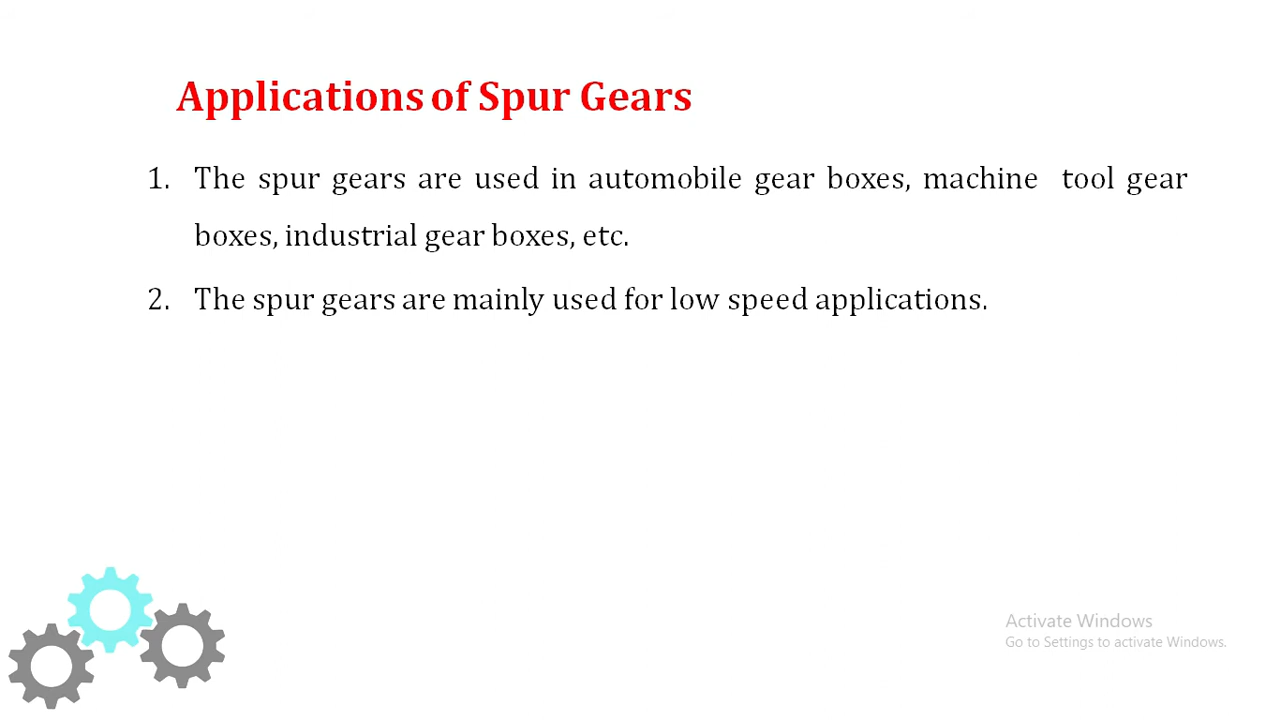 Applications of Spur Gears
1. The spur gears are used in automobile gear boxes, machine tool gear
boxes, industrial gear boxes, etc.
2. The spur gears are mainly used for low speed applications.
Activate Windows
Go to Settings to activate Windows.